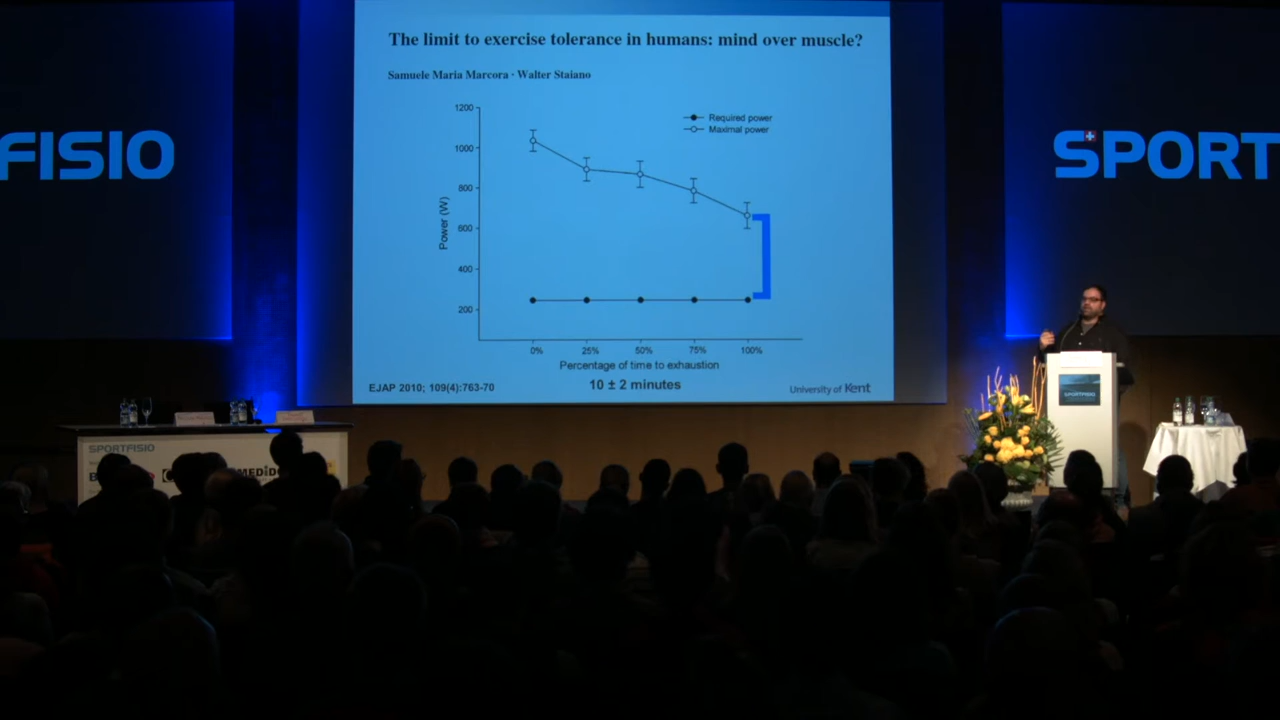 The limit to exercise tolerance in humans: mind over muscle?
Samuele Maria Marcora · Walter Staiano
1200
1000
800
600
400
200
Power (W)
Required power
Maximal power
0% 25% 50% 75% 100%
Percentage of time to exhaustion
10 ± 2 minutes
EJAP 2010; 109(4):763-70
University of Kent
FISIO
SPORT
SPORTFISIO
SPORTFISIO